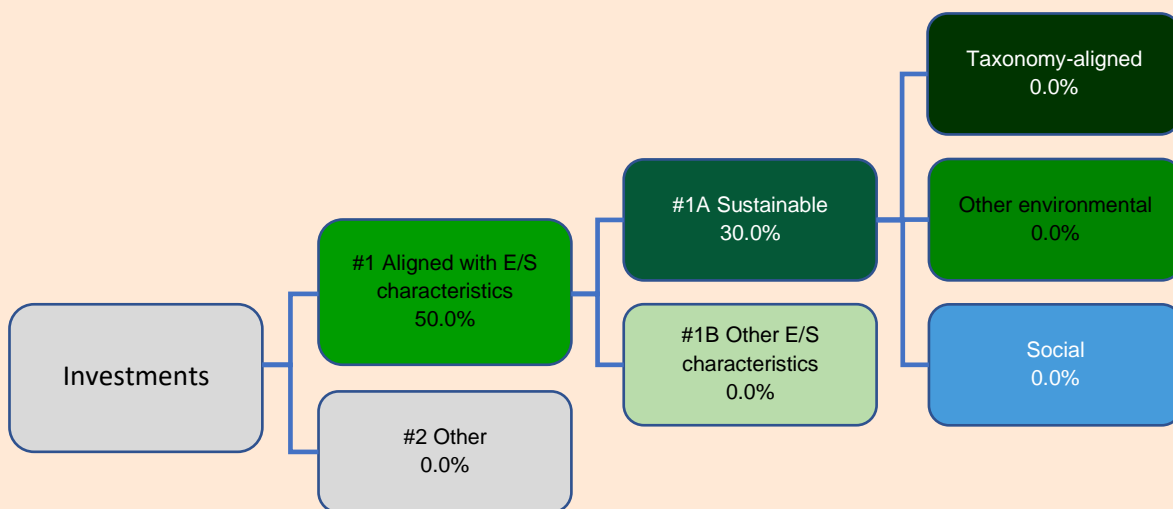 Investments
#1 Aligned with E/S
characteristics
50.0%
#2 Other
0.0%
#1A Sustainable
30.0%
#1B Other E/S
characteristics
0.0%
Taxonomy-aligned
0.0%
Other environmental
0.0%
Social
0.0%